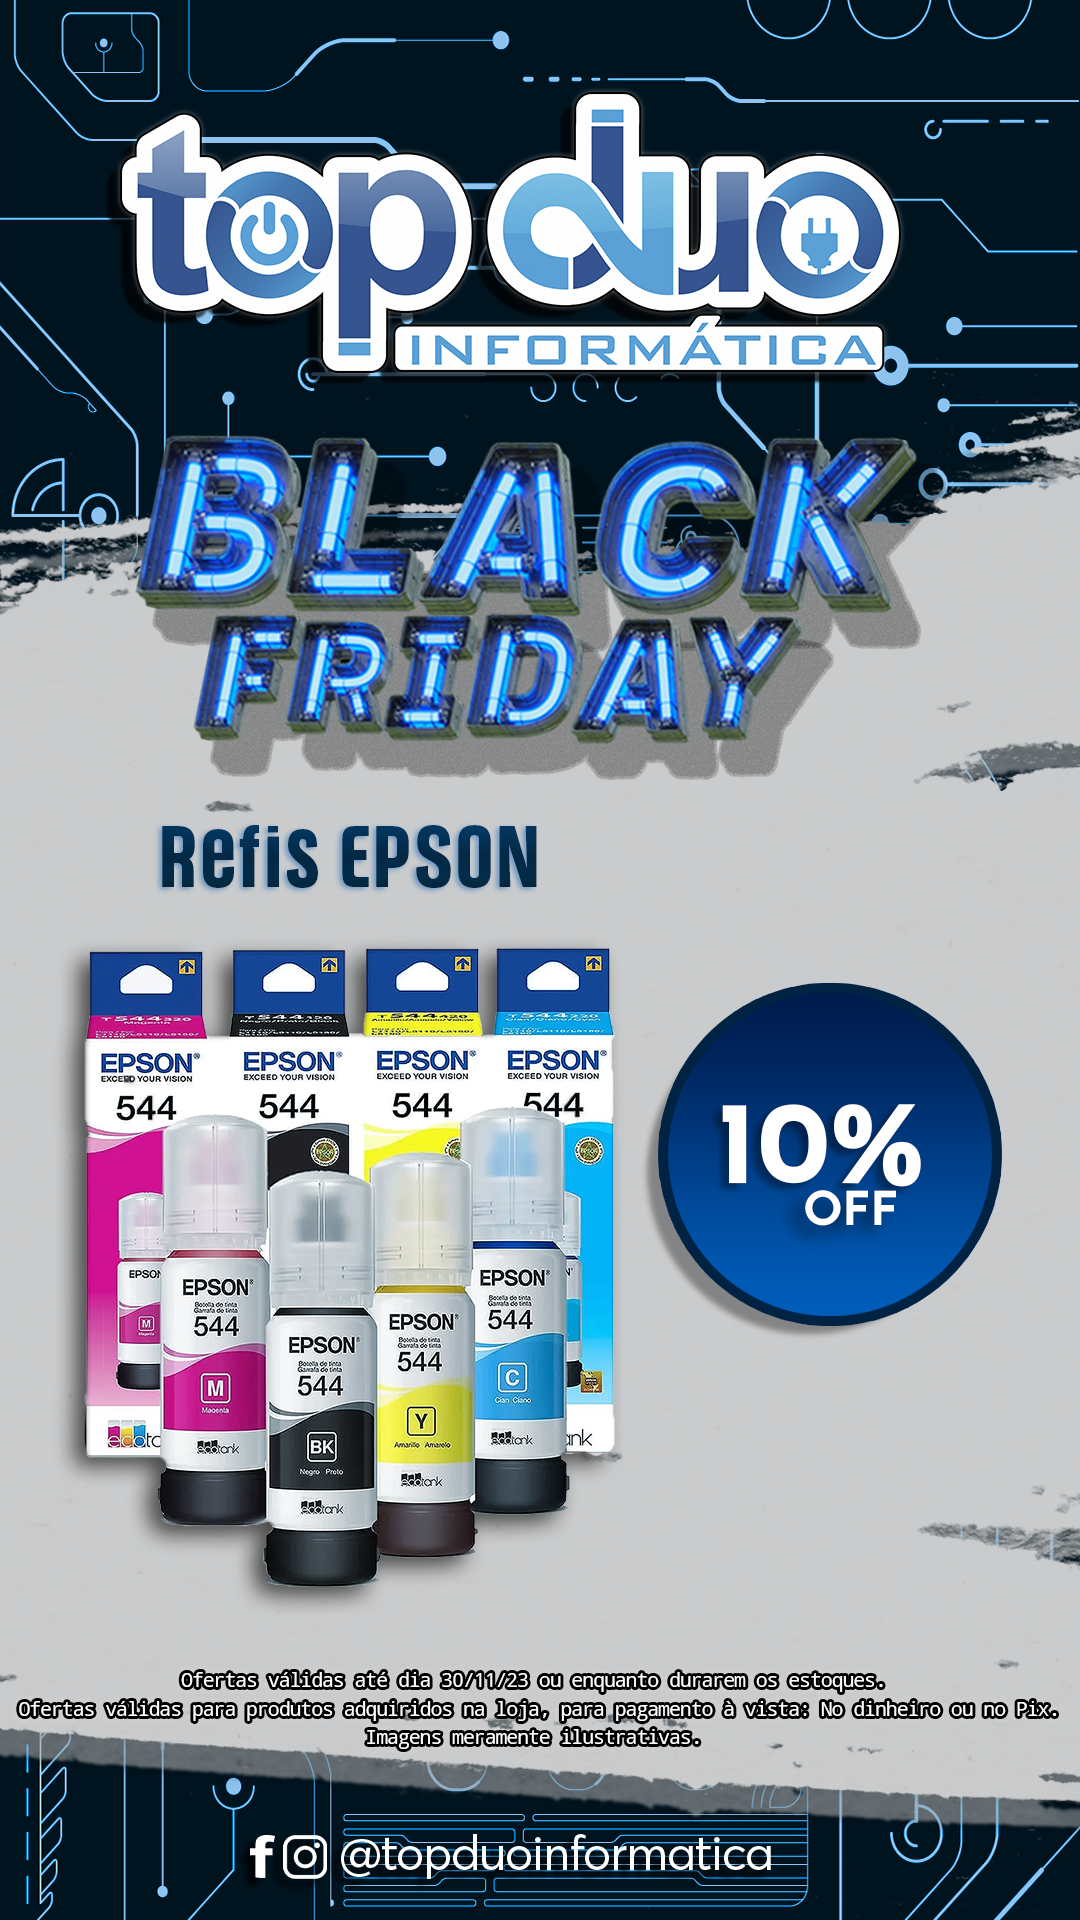 top duo
INFORMÁTICA
BLACK
FRIDAY
Refis EPSON
EPSON
EXCEED YOUR VISION
544
EPSON
EXCEED YOUR VISION
544
EPSON
EXCEED YOUR VISION
544
EPSON
EXCEED YOUR VISION
544
10%
OFF
EPSON
Botella de tinta
Garrafa de tinta
544
M
Magenta
EPSON
Botella de tinta
Garrafa de tinta
544
BK
Negro Preto
ecotank
EPSON
Botella de tinta
Garrafa de tinta
544
Y
Amarillo Amarelo
ecotank
EPSON
Botella de tinta
Garrafa de tinta
544
C
Cian Ciano
ecotank
ecotank
Ofertas válidas até dia 30/11/23 ou enquanto durarem os estoques.
Ofertas válidas para produtos adquiridos na loja, para pagamento à vista: No dinheiro ou no Pix.
Imagens meramente ilustrativas.
@topduoinformatica